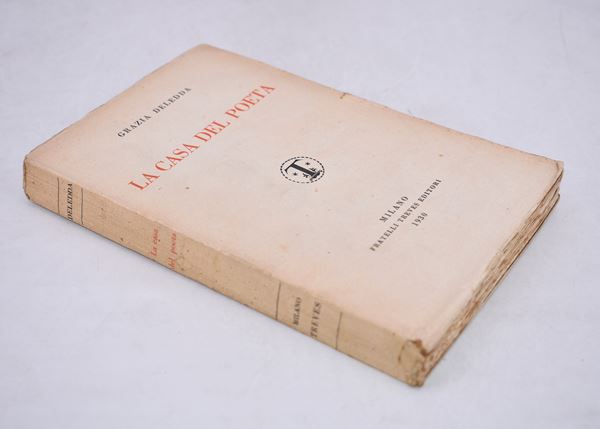 GRAZIA DELEDDA
LA CASA DEL POETA
T
MILANO
FRATELLI TREVES EDITORI
1930
DELEDDA
La casa
del poeta
MILANO
TREVES